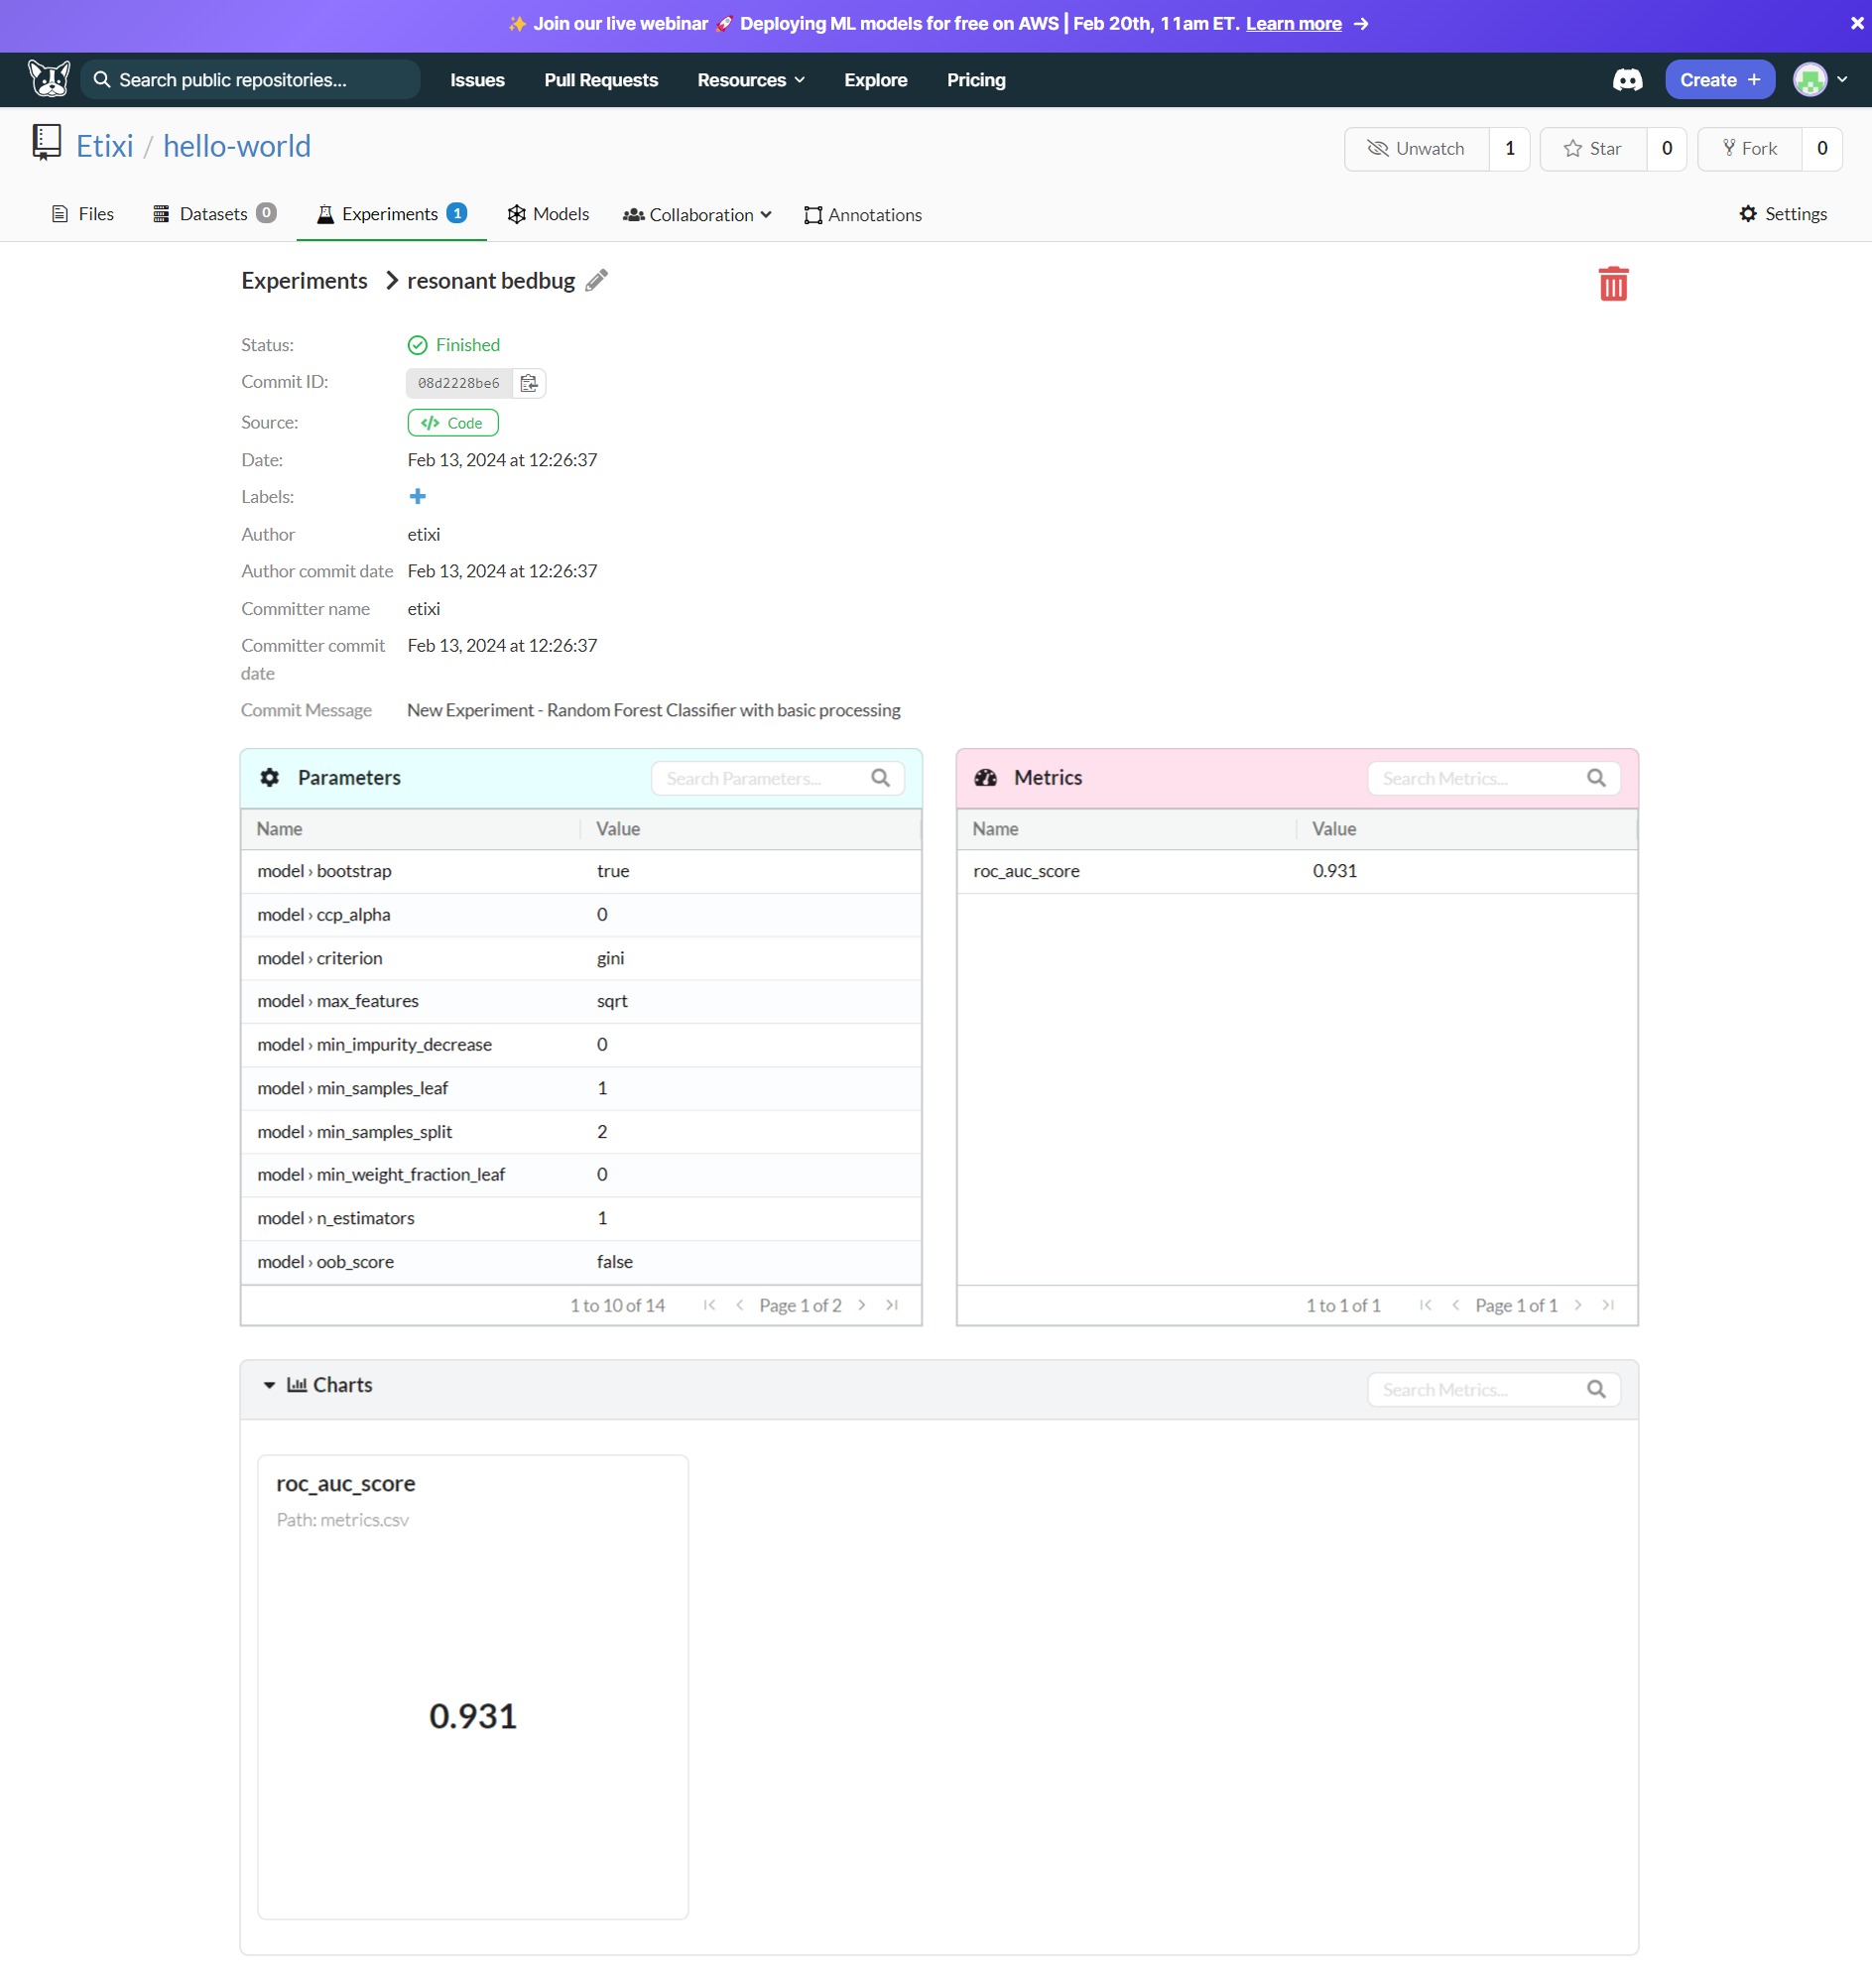 ✨ Join our live webinar 🚀 Deploying ML models for free on AWS | Feb 20th, 11am ET. Learn more →
Search public repositories... Issues Pull Requests Resources Explore Pricing Create +
Etixi / hello-world Unwatch 1 Star 0 Fork 0
Files Datasets 0 Experiments 1 Models Collaboration Annotations Settings
Experiments > resonant bedbug
Status: Finished
Commit ID: 08d2228be6
Source: </> Code
Date: Feb 13, 2024 at 12:26:37
Labels: +
Author etixi
Author commit date Feb 13, 2024 at 12:26:37
Committer name etixi
Committer commit Feb 13, 2024 at 12:26:37
date
Commit Message New Experiment - Random Forest Classifier with basic processing
Parameters Search Parameters...
Name Value
model › bootstrap true
model › ccp_alpha 0
model › criterion gini
model › max_features sqrt
model › min_impurity_decrease 0
model › min_samples_leaf 1
model › min_samples_split 2
model › min_weight_fraction_leaf 0
model › n_estimators 1
model › oob_score false
1 to 10 of 14 Page 1 of 2
Metrics Search Metrics...
Name Value
roc_auc_score 0.931
1 to 1 of 1 Page 1 of 1
Charts Search Metrics...
roc_auc_score
Path: metrics.csv
0.931